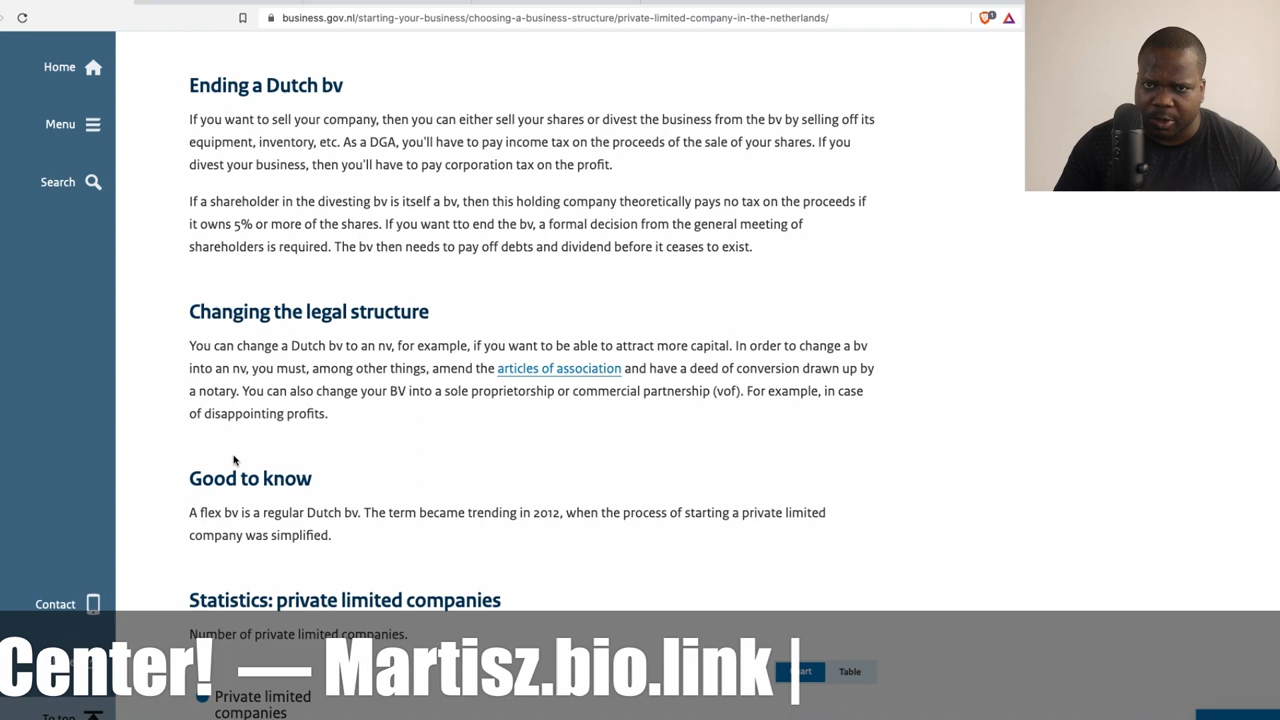 business.gov.nl/starting-your-business/choosing-a-business-structure/private-limited-company-in-the-netherlands/
1
Home
Menu
Search
Ending a Dutch bv
If you want to sell your company, then you can either sell your shares or divest the business from the bv by selling off its
equipment, inventory, etc. As a DGA, you'll have to pay income tax on the proceeds of the sale of your shares. If you
divest your business, then you'll have to pay corporation tax on the profit.
If a shareholder in the divesting bv is itself a bv, then this holding company theoretically pays no tax on the proceeds if
it owns 5% or more of the shares. If you want tto end the bv, a formal decision from the general meeting of
shareholders is required. The bv then needs to pay off debts and dividend before it ceases to exist.
Changing the legal structure
You can change a Dutch bv to an nv, for example, if you want to be able to attract more capital. In order to change a bv
into an nv, you must, among other things, amend the articles of association and have a deed of conversion drawn up by
a notary. You can also change your BV into a sole proprietorship or commercial partnership (vof). For example, in case
of disappointing profits.
Good to know
A flex bv is a regular Dutch bv. The term became trending in 2012, when the process of starting a private limited
company was simplified.
Contact
Statistics: private limited companies
Number of private limited companies.
Center! — Martisz.bio.link |
Table
Private limited
companies
To top